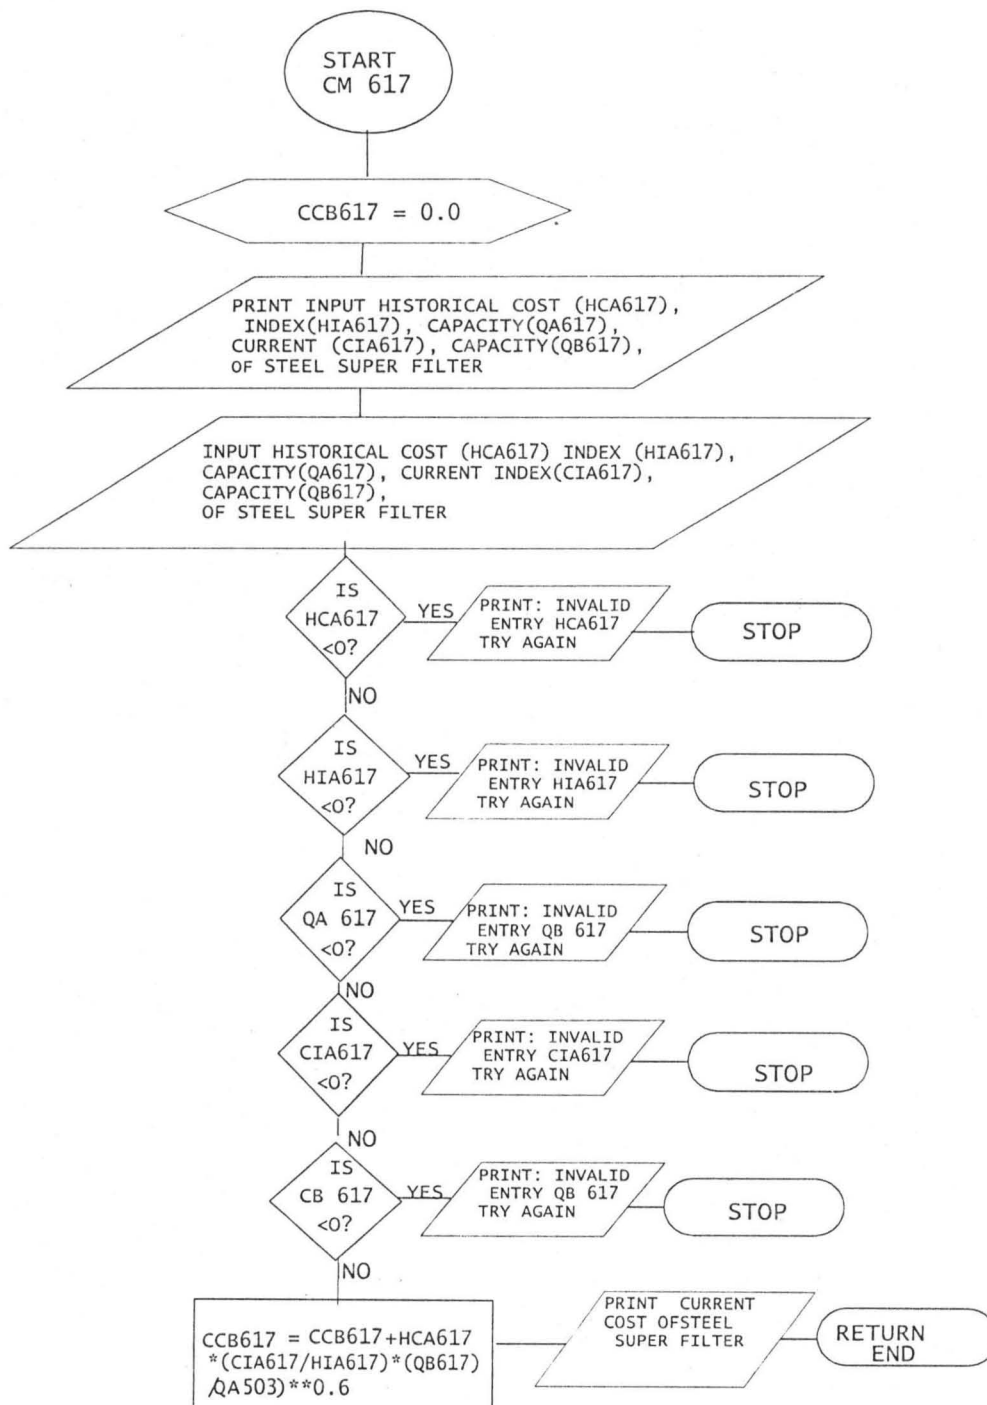 START
CM 617
CCB617 = 0.0
PRINT INPUT HISTORICAL COST (HCA617),
INDEX(HIA617), CAPACITY(QA617),
CURRENT (CIA617), CAPACITY(QB617),
OF STEEL SUPER FILTER
INPUT HISTORICAL COST (HCA617) INDEX (HIA617),
CAPACITY(QA617), CURRENT INDEX(CIA617),
CAPACITY(QB617),
OF STEEL SUPER FILTER
IS
HCA617
<0?
YES
PRINT: INVALID
ENTRY HCA617
TRY AGAIN
STOP
NO
IS
HIA617
<0?
YES
PRINT: INVALID
ENTRY HIA617
TRY AGAIN
STOP
NO
IS
QA 617
<0?
YES
PRINT: INVALID
ENTRY QB 617
TRY AGAIN
STOP
NO
IS
CIA617
<0?
YES
PRINT: INVALID
ENTRY CIA617
TRY AGAIN
STOP
NO
IS
CB 617
<0?
YES
PRINT: INVALID
ENTRY QB 617
TRY AGAIN
STOP
NO
CCB617 = CCB617+HCA617
*(CIA617/HIA617)*(QB617)
/QA503)**0.6
PRINT CURRENT
COST OFSTEEL
SUPER FILTER
RETURN
END